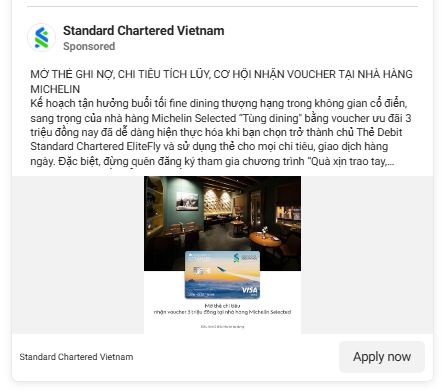 Standard Chartered Vietnam
Sponsored
MỞ THẺ GHI NỢ, CHI TIÊU TÍCH LŨY, CƠ HỘI NHẬN VOUCHER TẠI NHÀ HÀNG
MICHELIN
Kế hoạch tận hưởng buổi tối fine dining thượng hạng trong không gian cổ điển,
sang trọng của nhà hàng Michelin Selected “Tùng dining" bằng voucher ưu đãi 3
triệu đồng nay đã dễ dàng hiện thực hóa khi bạn chọn trở thành chủ Thẻ Debit
Standard Chartered EliteFly và sử dụng thẻ cho mọi chi tiêu, giao dịch hàng
ngày. Đặc biệt, đừng quên đăng ký tham gia chương trình “Quà xịn trao tay,...
VISA
Mở thẻ chi tiêu
nhận voucher 3 triệu đồng tại nhà hàng Michelin Selected
Standard Chartered Vietnam
Apply now